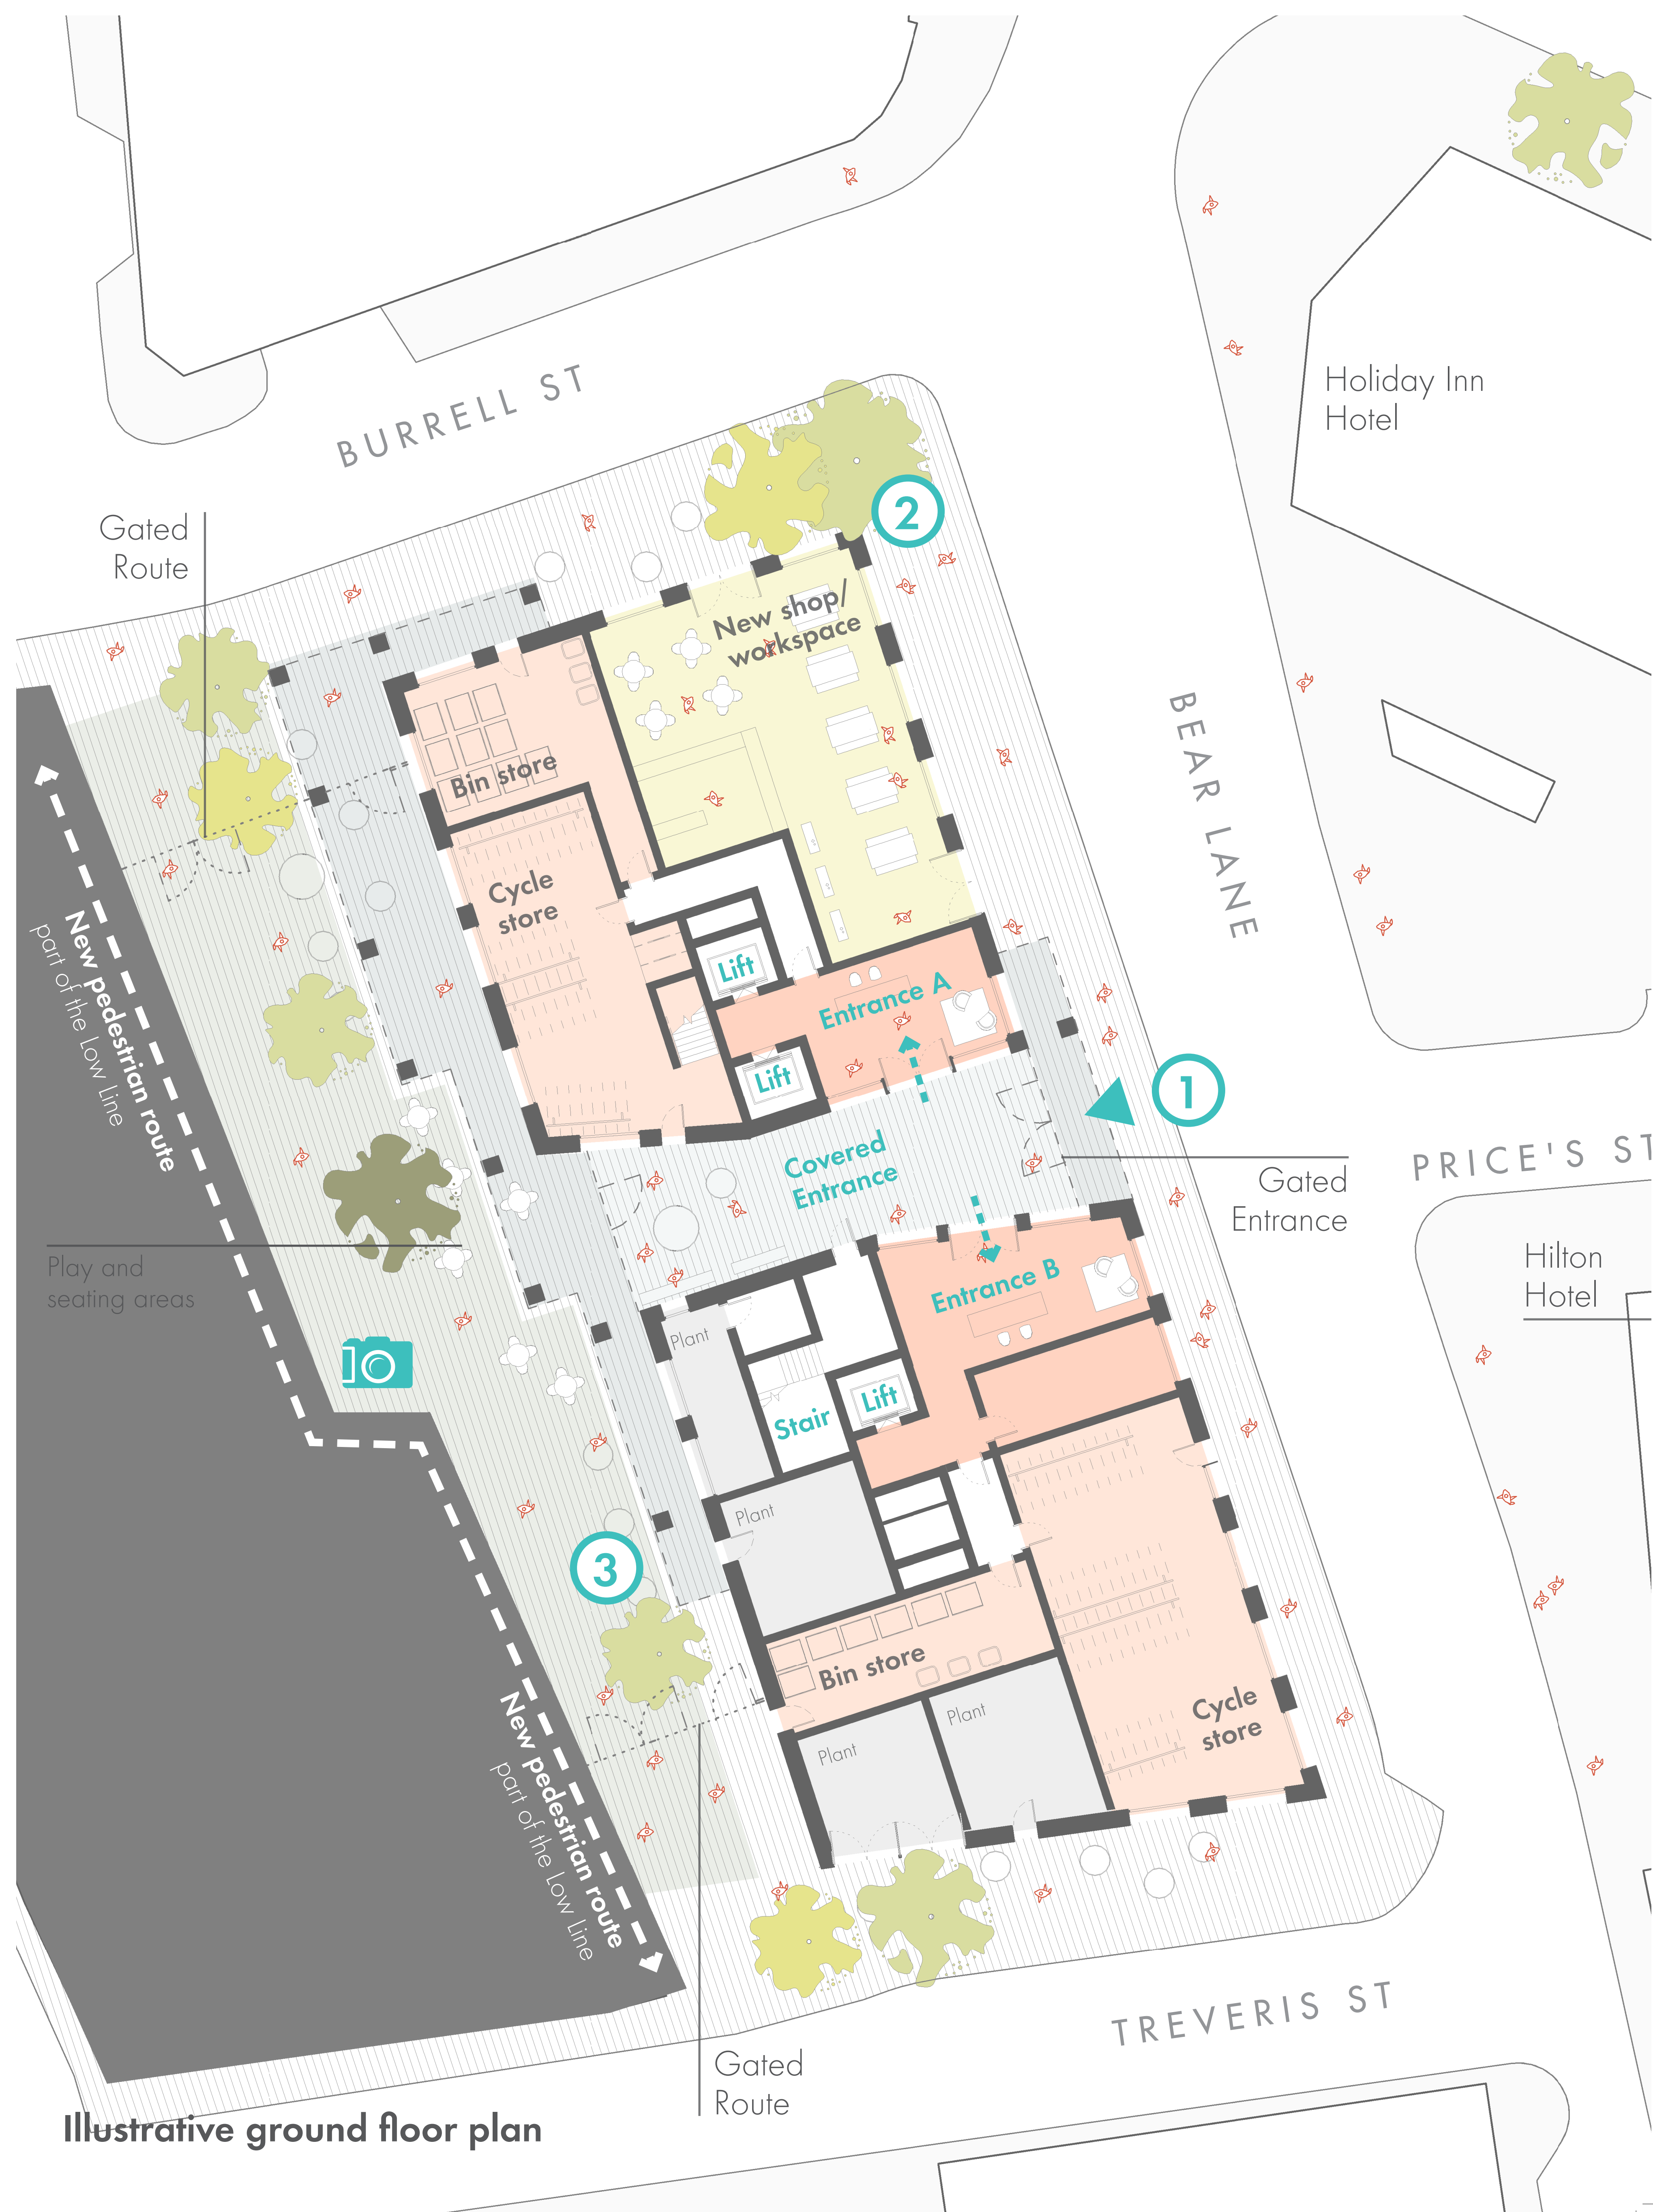 Holiday Inn
Hotel
BURRELL ST
Gated
Route
2
New shop/
workspace
Bin store
BEAR LANE
Cycle
store
New pedestrian route
part of the Low Line
Lift
Entrance A
Lift
1
Covered
Entrance
PRICE'S ST
Gated
Entrance
Play and
seating areas
Hilton
Hotel
Entrance B
Plant
Lift
Stair
Plant
3
Bin store
Cycle
store
Plant
Plant
New pedestrian route
part of the Low Line
TREVERIS ST
Gated
Route
Illustrative ground floor plan